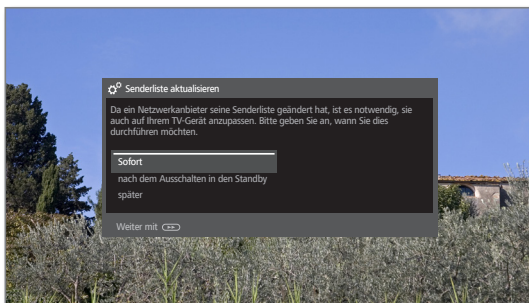 Senderliste aktualisieren
Da ein Netzwerkanbieter seine Senderliste geändert hat, ist es notwendig, sie
auch auf Ihrem TV-Gerät anzupassen. Bitte geben Sie an, wann Sie dies
durchführen möchten.
Sofort
nach dem Ausschalten in den Standby
später
Weiter mit